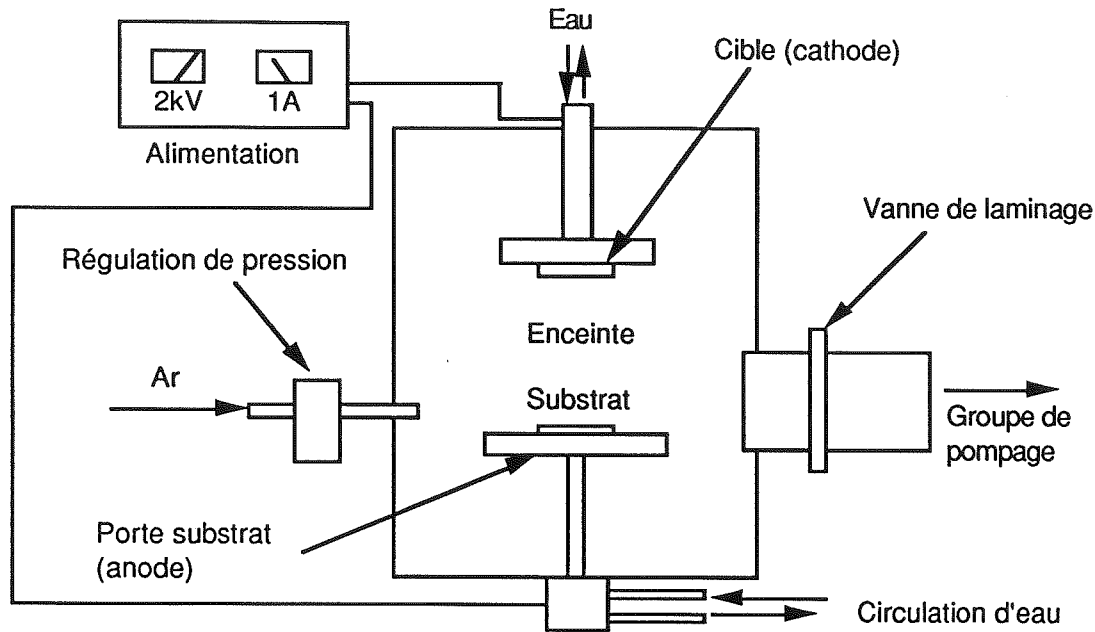 Eau
Cible (cathode)
2kV
1A
Alimentation
Vanne de laminage
Régulation de pression
Enceinte
Ar
Substrat
Groupe de
pompage
Porte substrat
(anode)
Circulation d'eau